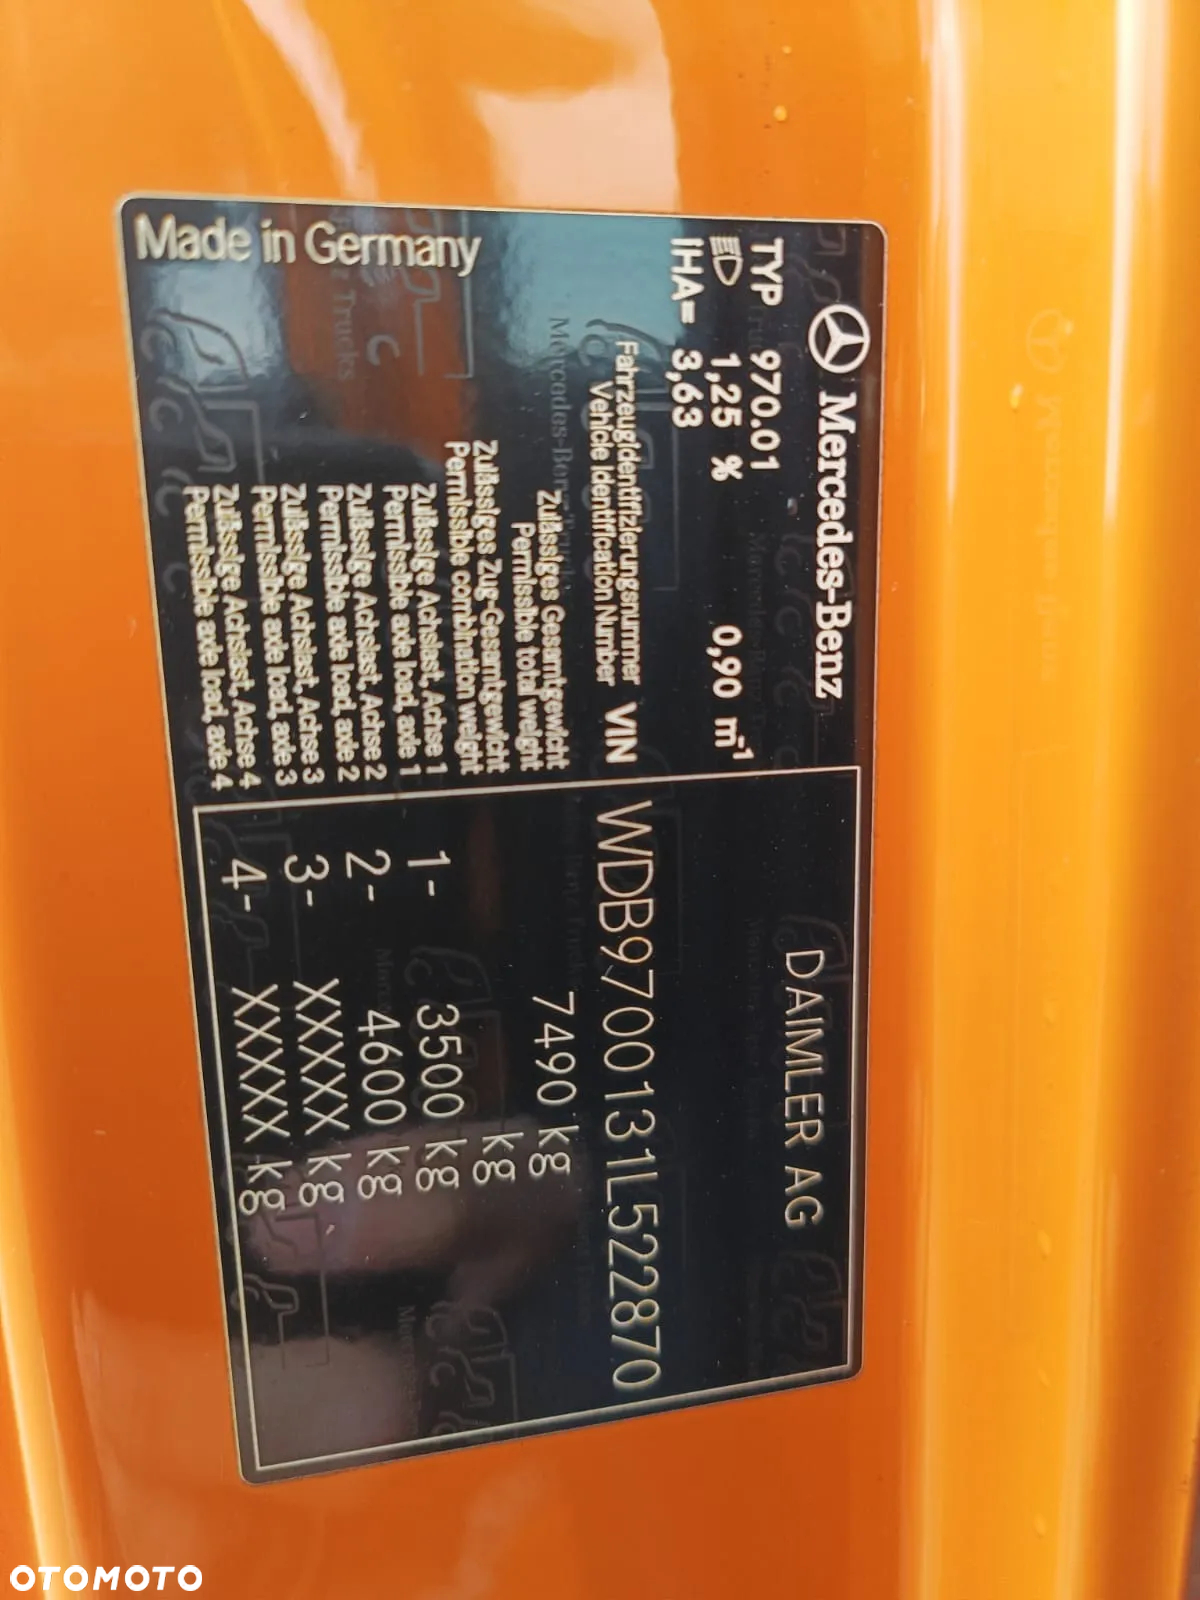 Mercedes-Benz
DAIMLER AG
TYP 970.01
1,25 % 0,90 m⁻¹
iHA= 3,63
Fahrzeugidentifizierungsnummer
Vehicle Identification Number
VIN WDB9700131L522870
Zulässiges Gesamtgewicht
Permissible total weight
7490 kg
Zulässiges Zug-Gesamtgewicht
Permissible combination weight
kg
Zulässige Achslast, Achse 1
Permissible axle load, axle 1
1- 3500 kg
Zulässige Achslast, Achse 2
Permissible axle load, axle 2
2- 4600 kg
Zulässige Achslast, Achse 3
Permissible axle load, axle 3
3- XXXXX kg
Zulässige Achslast, Achse 4
Permissible axle load, axle 4
4- XXXXX kg
Made in Germany
OTOMOTO